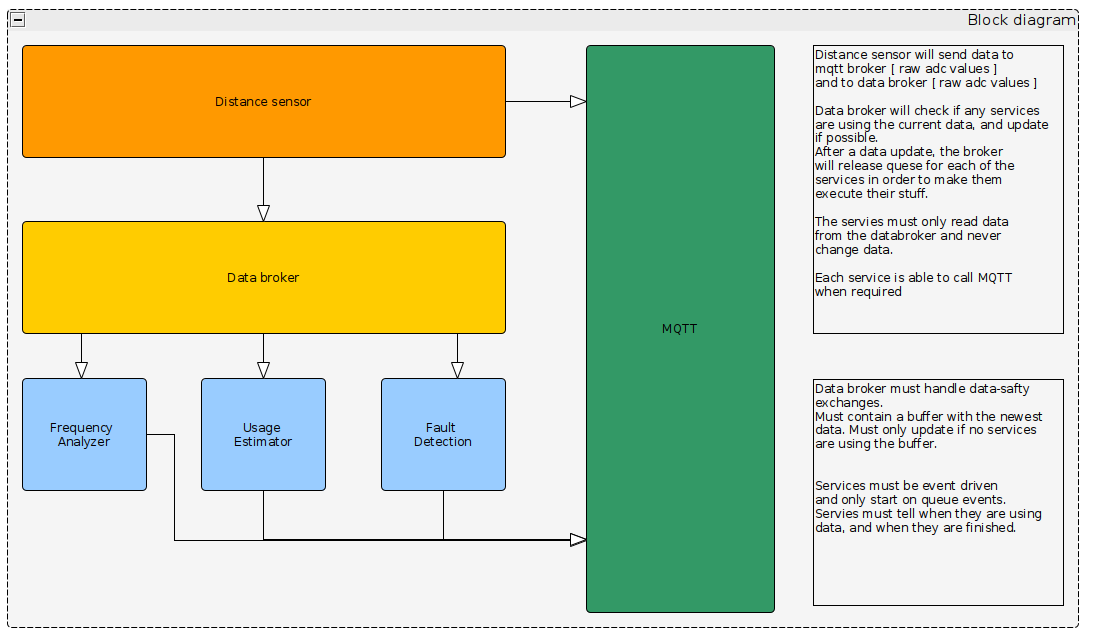 Block diagram
Distance sensor
Data broker
Frequency
Analyzer
Usage
Estimator
Fault
Detection
MQTT
Distance sensor will send data to
mqtt broker [ raw adc values ]
and to data broker [ raw adc values ]
Data broker will check if any services
are using the current data, and update
if possible.
After a data update, the broker
will release quese for each of the
services in order to make them
execute their stuff.
The servies must only read data
from the databroker and never
change data.
Each service is able to call MQTT
when required
Data broker must handle data-safty
exchanges.
Must contain a buffer with the newest
data. Must only update if no services
are using the buffer.
Services must be event driven
and only start on queue events.
Servies must tell when they are using
data, and when they are finished.